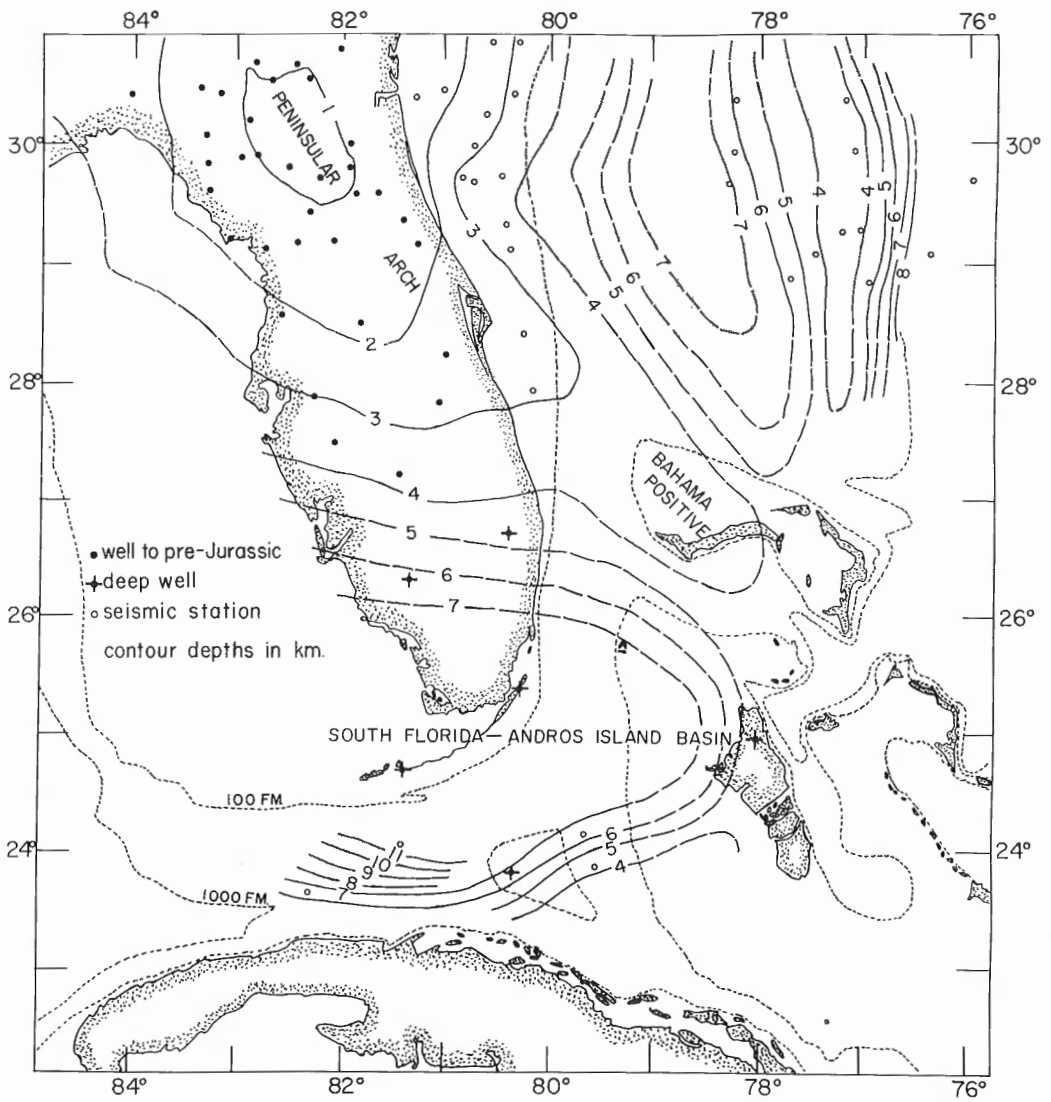 84° 82° 80° 78° 76°
PENINSULAR
1
30° 30°
7 6 5 4 4 5 6 7 8
3
ARCH
7
6
5
4
2
28° 28°
3
BAHAMA
POSITIVE
4
5
• well to pre-Jurassic
deep well
6
seismic station
7
26° 26°
contour depths in km.
SOUTH FLORIDA—ANDROS ISLAND BASIN
100 FM
6
5
4
24° 24°
11
10
9
8
7
1000 FM
84° 82° 80° 78° 76°